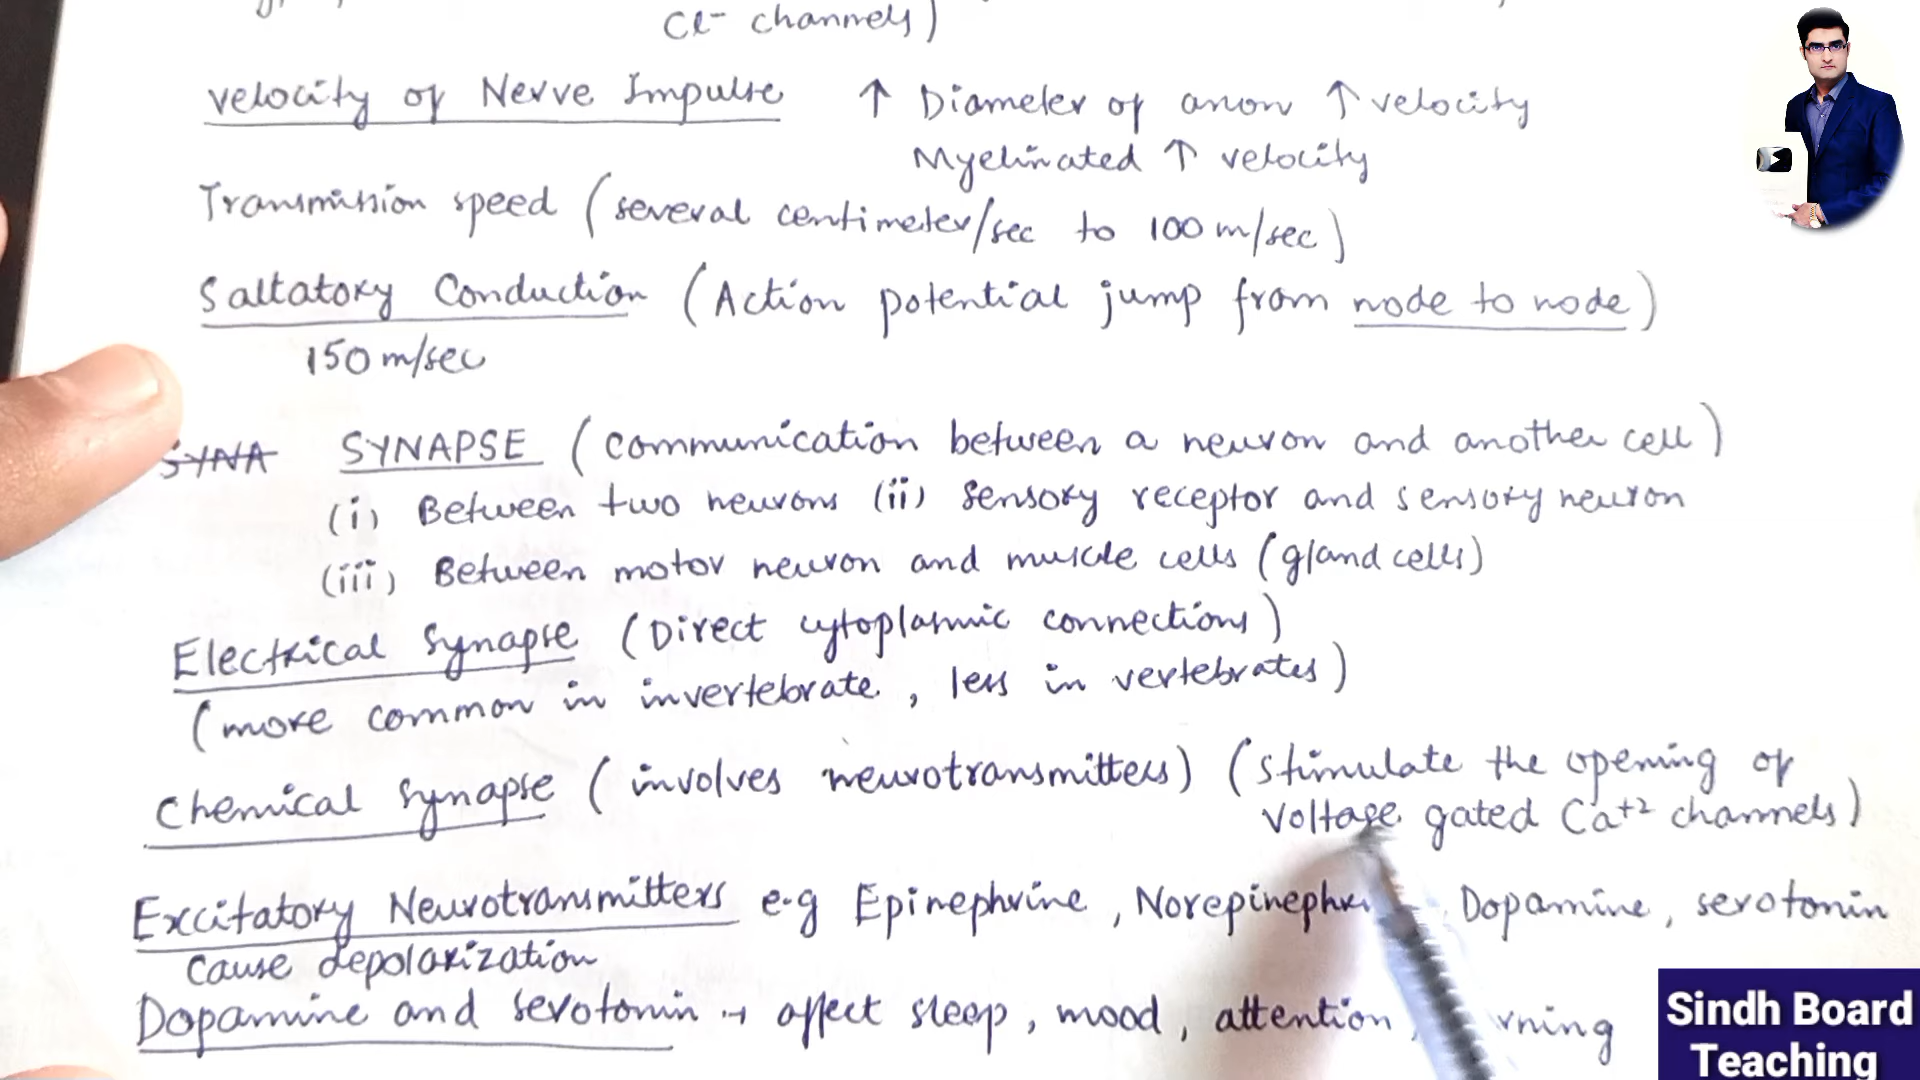 Cl⁻ channels)
Velocity of Nerve Impulse ↑ Diameter of axon ↑ velocity
Myelinated ↑ velocity
Transmission speed (several centimeter/sec to 100 m/sec)
Saltatory Conduction (Action potential jump from node to node)
150 m/sec
SYNA SYNAPSE (communication between a neuron and another cell)
(i) Between two neurons (ii) sensory receptor and sensory neuron
(iii) Between motor neuron and muscle cells (gland cells)
Electrical Synapse (Direct cytoplasmic connections)
(more common in invertebrate, less in vertebrates)
Chemical Synapse (involves neurotransmitters) (stimulate the opening of
voltage gated Ca⁺² channels)
Excitatory Neurotransmitters e.g Epinephrine, Norepinephri Dopamine, serotonin
cause depolarization
Dopamine and serotonin → affect sleep, mood, attention, rning
Sindh Board
Teaching